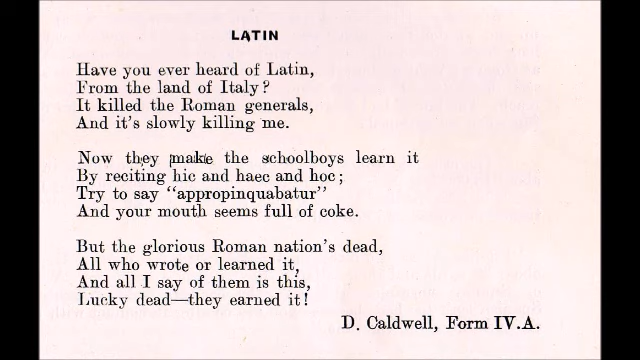 LATIN
Have you ever heard of Latin,
From the land of Italy?
It killed the Roman generals,
And it's slowly killing me.
Now they make the schoolboys learn it
By reciting hic and haec and hoc;
Try to say "appropinquabatur"
And your mouth seems full of coke.
But the glorious Roman nation's dead,
All who wrote or learned it,
And all I say of them is this,
Lucky dead—they earned it!
D. Caldwell, Form IV.A.